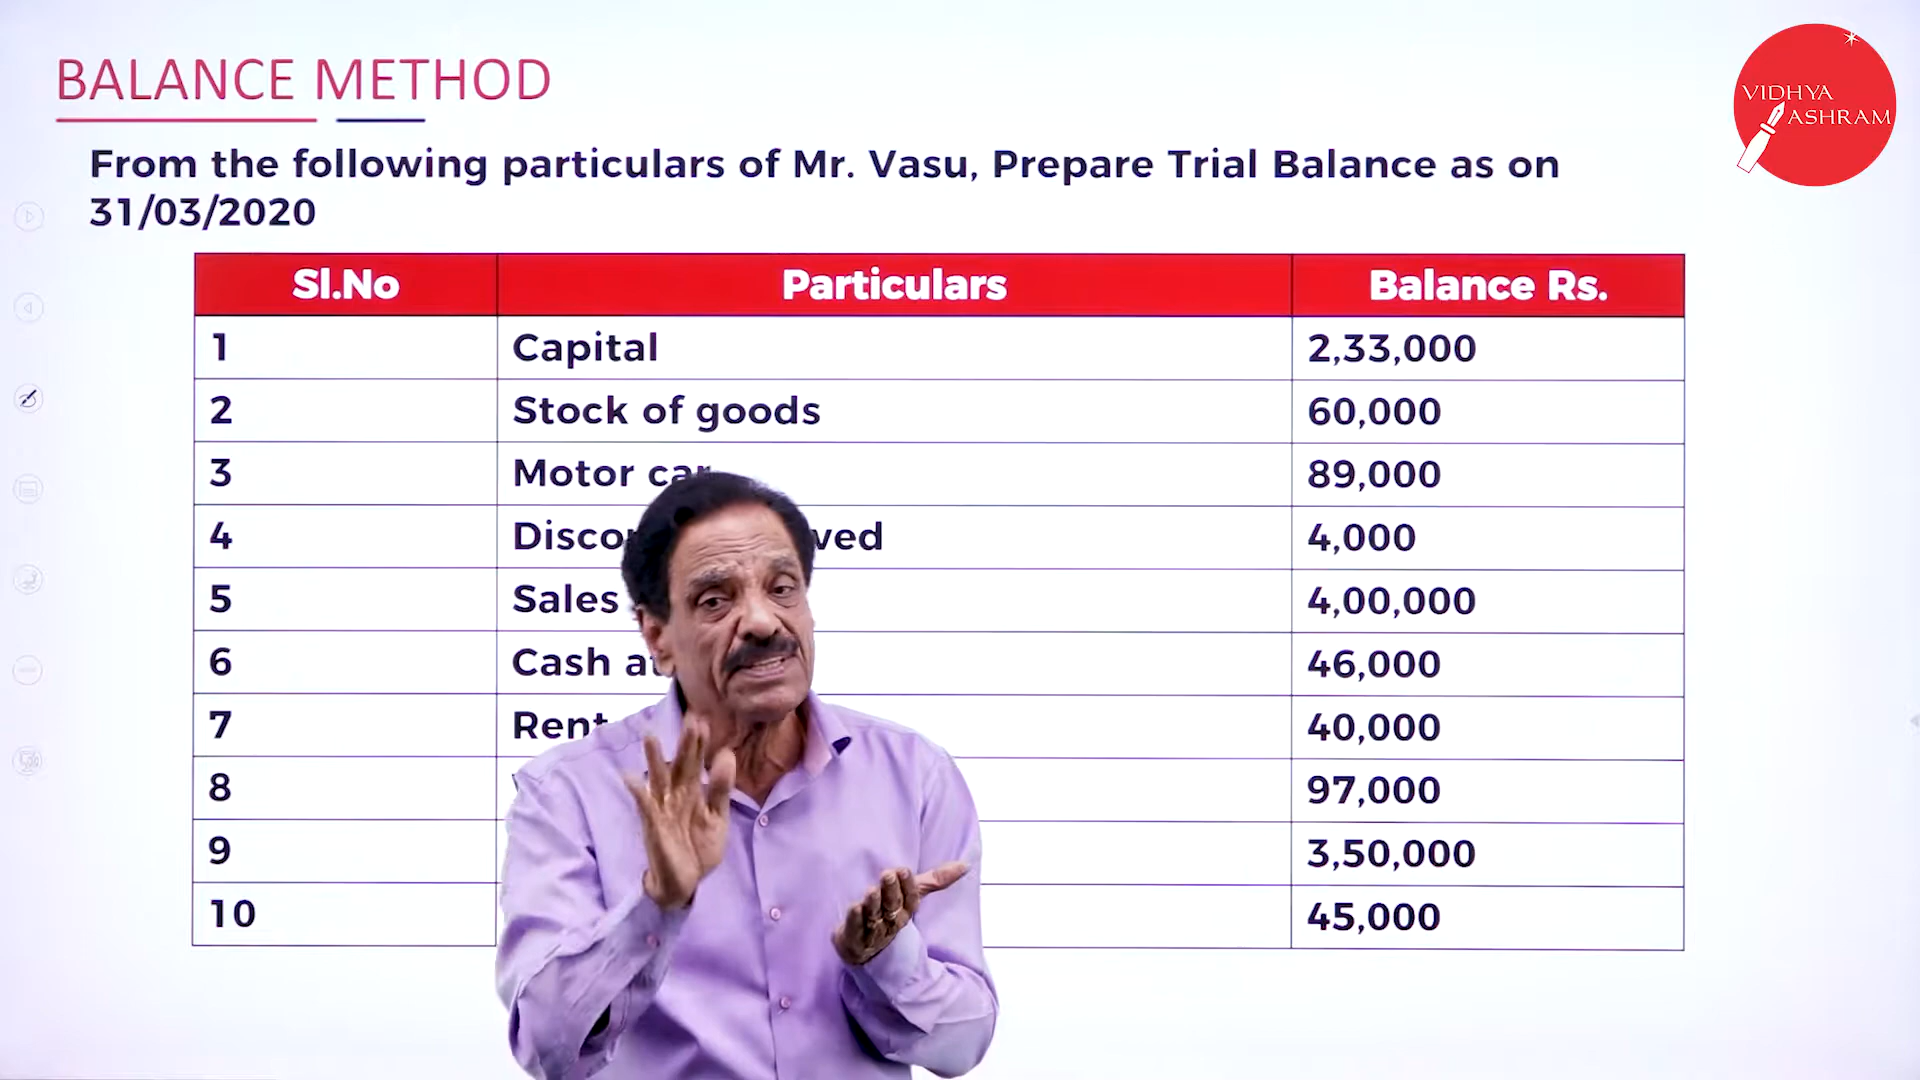 BALANCE METHOD
VIDHYA
ASHRAM
From the following particulars of Mr. Vasu, Prepare Trial Balance as on
31/03/2020
Sl.No Particulars Balance Rs.
1 Capital 2,33,000
2 Stock of goods 60,000
3 Motor 89,000
4 4,000
5 Sales 4,00,000
6 Cash 46,000
7 Rent 40,000
8 97,000
9 3,50,000
10 45,000